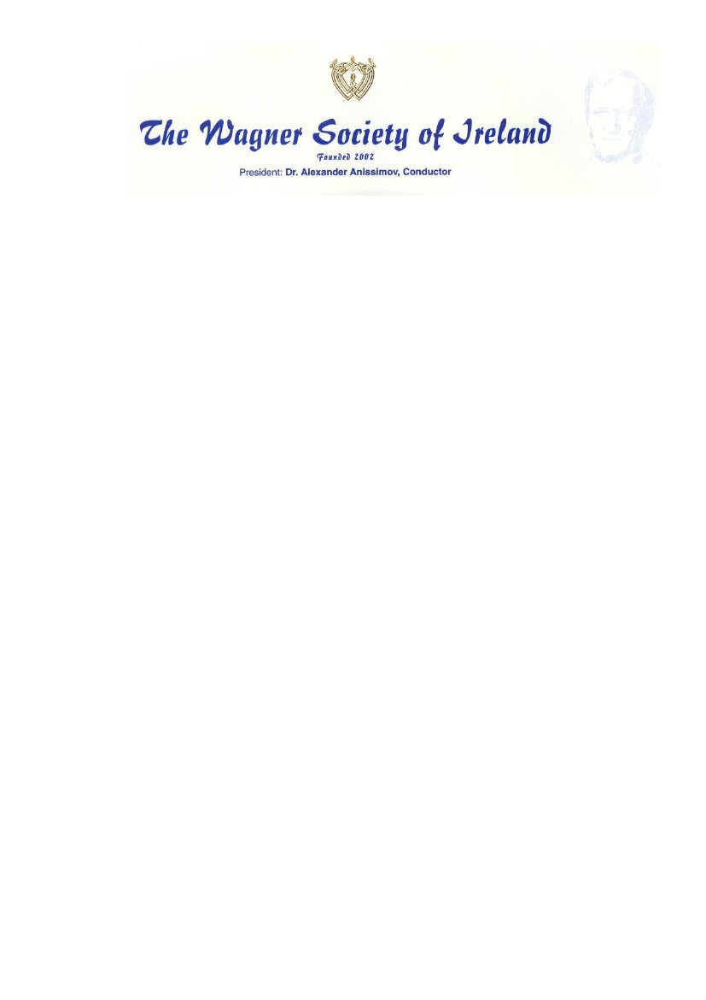 The Wagner Society of Ireland
Founded 2002
President: Dr. Alexander Anissimov, Conductor